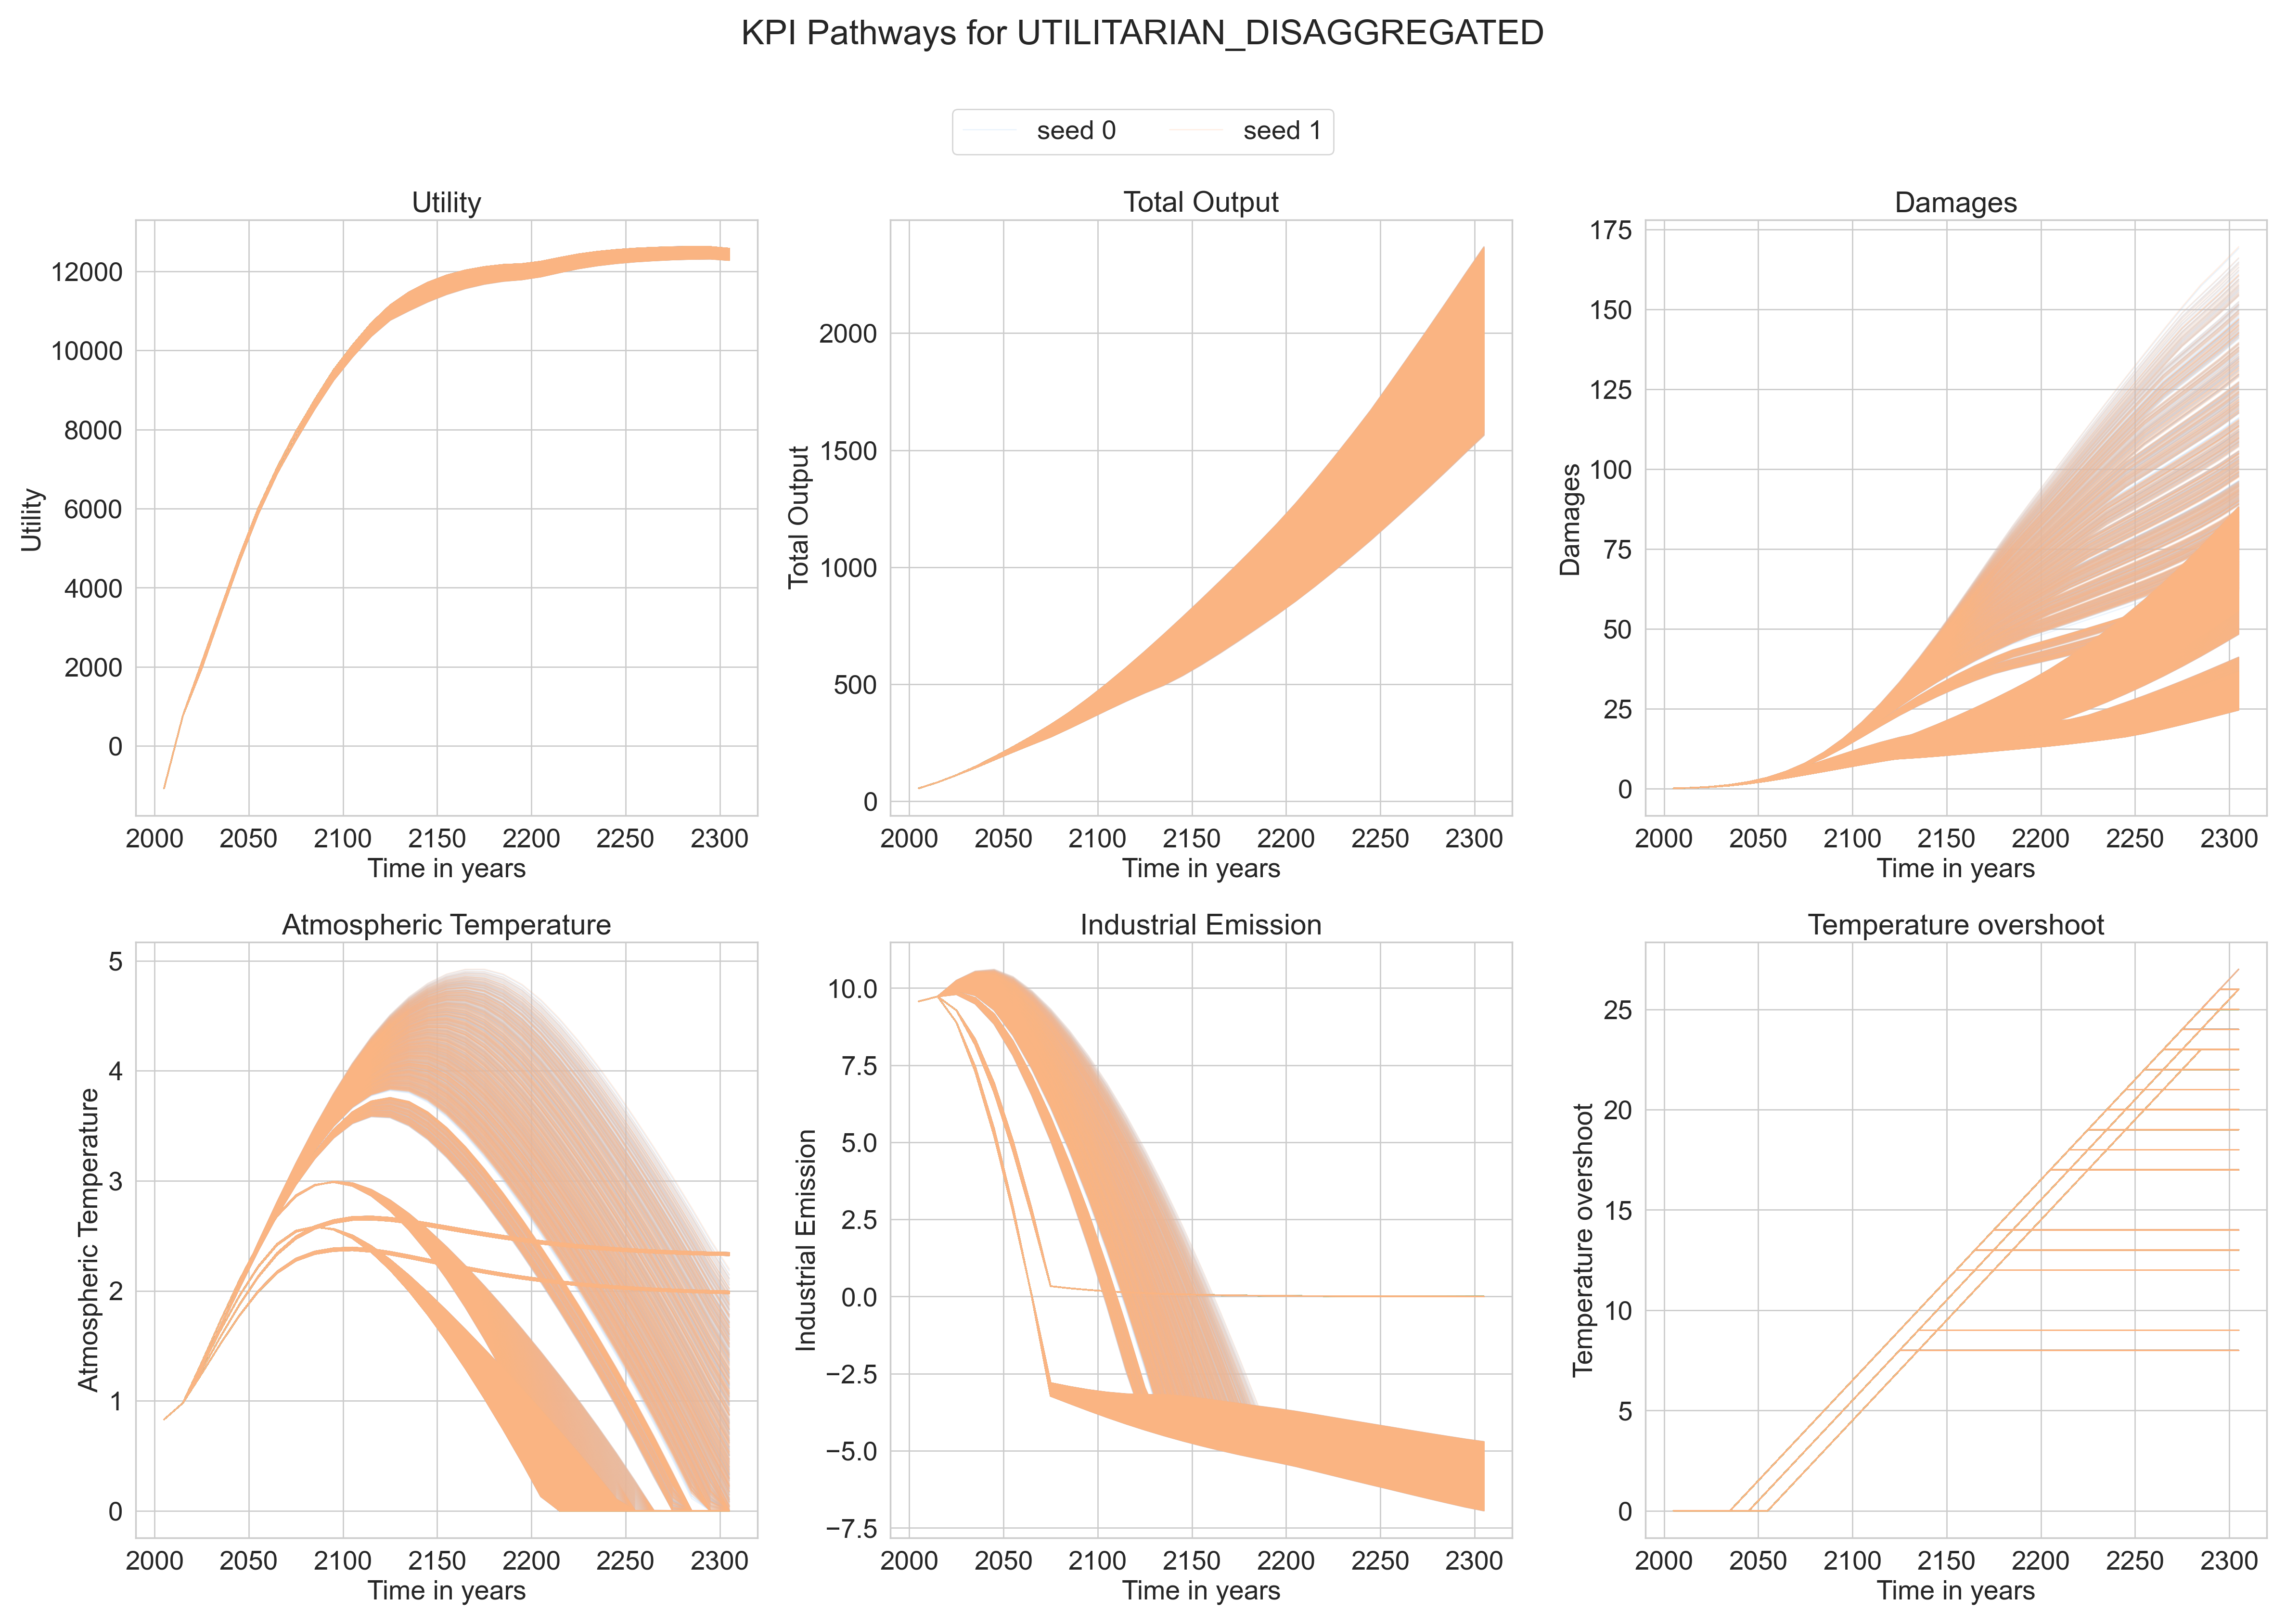 KPI Pathways for UTILITARIAN_DISAGGREGATED
seed 0 seed 1
Utility
Utility
12000
10000
8000
6000
4000
2000
0
2000 2050 2100 2150 2200 2250 2300
Time in years
Total Output
Total Output
2000
1500
1000
500
0
2000 2050 2100 2150 2200 2250 2300
Time in years
Damages
Damages
175
150
125
100
75
50
25
0
2000 2050 2100 2150 2200 2250 2300
Time in years
Atmospheric Temperature
Atmospheric Temperature
5
4
3
2
1
0
2000 2050 2100 2150 2200 2250 2300
Time in years
Industrial Emission
Industrial Emission
10.0
7.5
5.0
2.5
0.0
−2.5
−5.0
−7.5
2000 2050 2100 2150 2200 2250 2300
Time in years
Temperature overshoot
Temperature overshoot
25
20
15
10
5
0
2000 2050 2100 2150 2200 2250 2300
Time in years